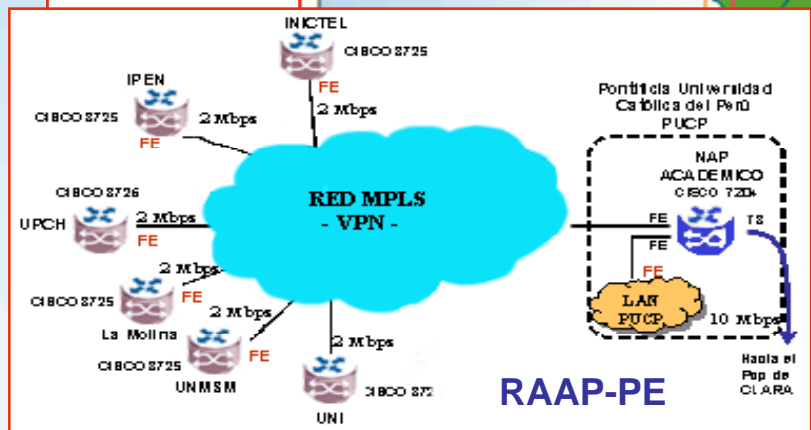 INICTEL
CISCO 3725
FE
2 Mbps
IPEN
CISCO 3725
2 Mbps
FE
CISCO 3725
UPCH
2 Mbps
FE
CISCO 3725
2 Mbps
FE
La Molina
CISCO 3725
2 Mbps
FE
UNMSM
2 Mbps
UNI
RED MPLS
- VPN -
Pontificia Universidad
Católica del Perú
PUCP
NAP
ACADEMICO
CISCO 7204
FE
FE
FE
LAN
PUCP
10 Mbps
Hacia el
Pop de
CLARA
RAAP-PE